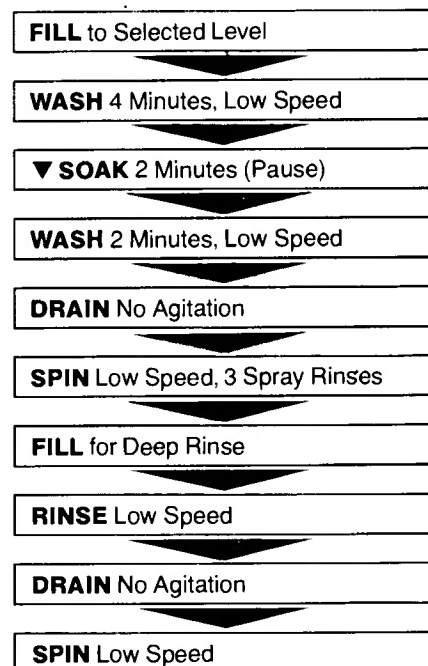 FILL to Selected Level
WASH 4 Minutes, Low Speed
▼ SOAK 2 Minutes (Pause)
WASH 2 Minutes, Low Speed
DRAIN No Agitation
SPIN Low Speed, 3 Spray Rinses
FILL for Deep Rinse
RINSE Low Speed
DRAIN No Agitation
SPIN Low Speed